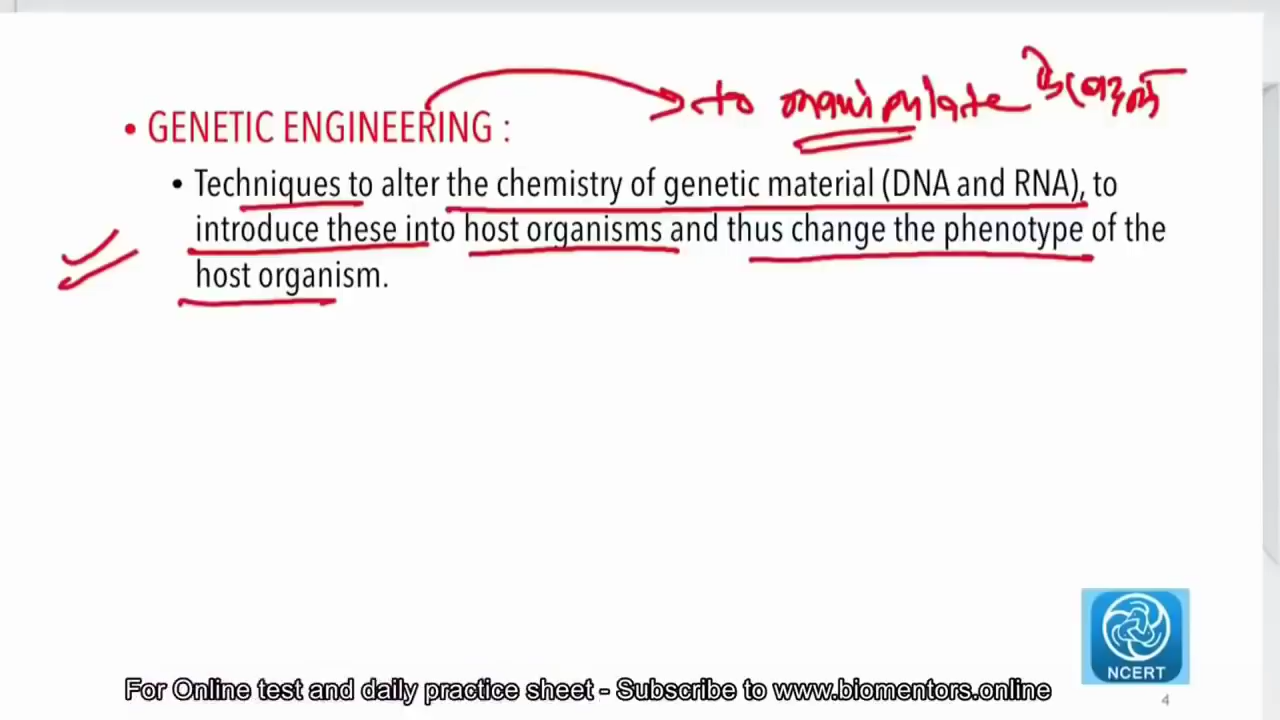 to manipulate
• GENETIC ENGINEERING :
• Techniques to alter the chemistry of genetic material (DNA and RNA), to
introduce these into host organisms and thus change the phenotype of the
host organism.
NCERT
For Online test and daily practice sheet - Subscribe to www.biomentors.online
4